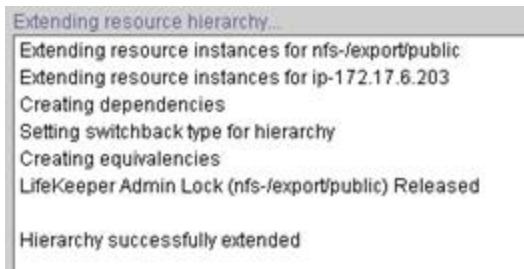 Extending resource hierarchy...
Extending resource instances for nfs-/export/public
Extending resource instances for ip-172.17.6.203
Creating dependencies
Setting switchback type for hierarchy
Creating equivalencies
LifeKeeper Admin Lock (nfs-/export/public) Released
Hierarchy successfully extended